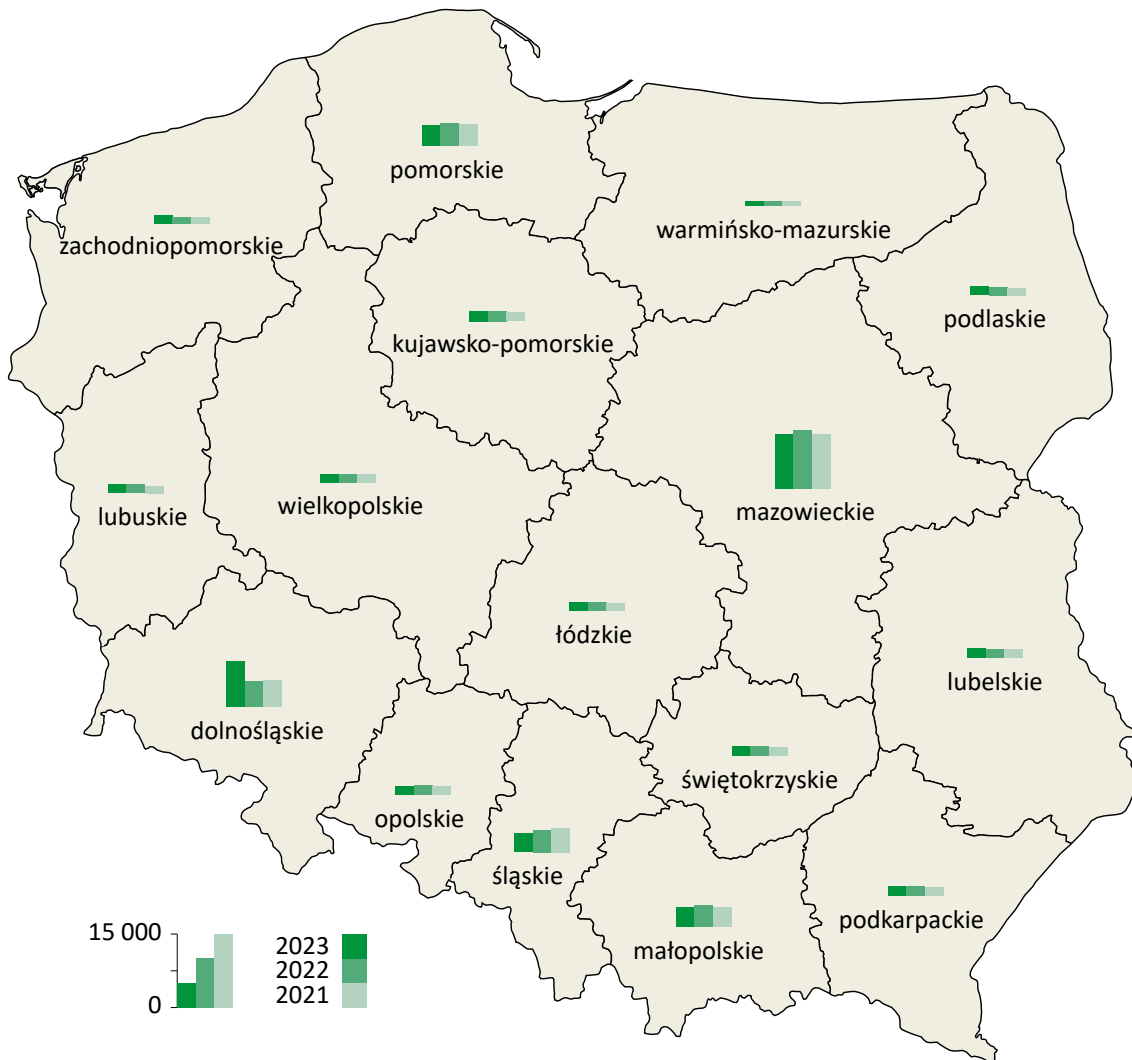 pomorskie
warmińsko-mazurskie
zachodniopomorskie
podlaskie
kujawsko-pomorskie
wielkopolskie
mazowieckie
lubuskie
łódzkie
lubelskie
dolnośląskie
świętokrzyskie
opolskie
śląskie
podkarpackie
małopolskie
15 000
0
2023
2022
2021